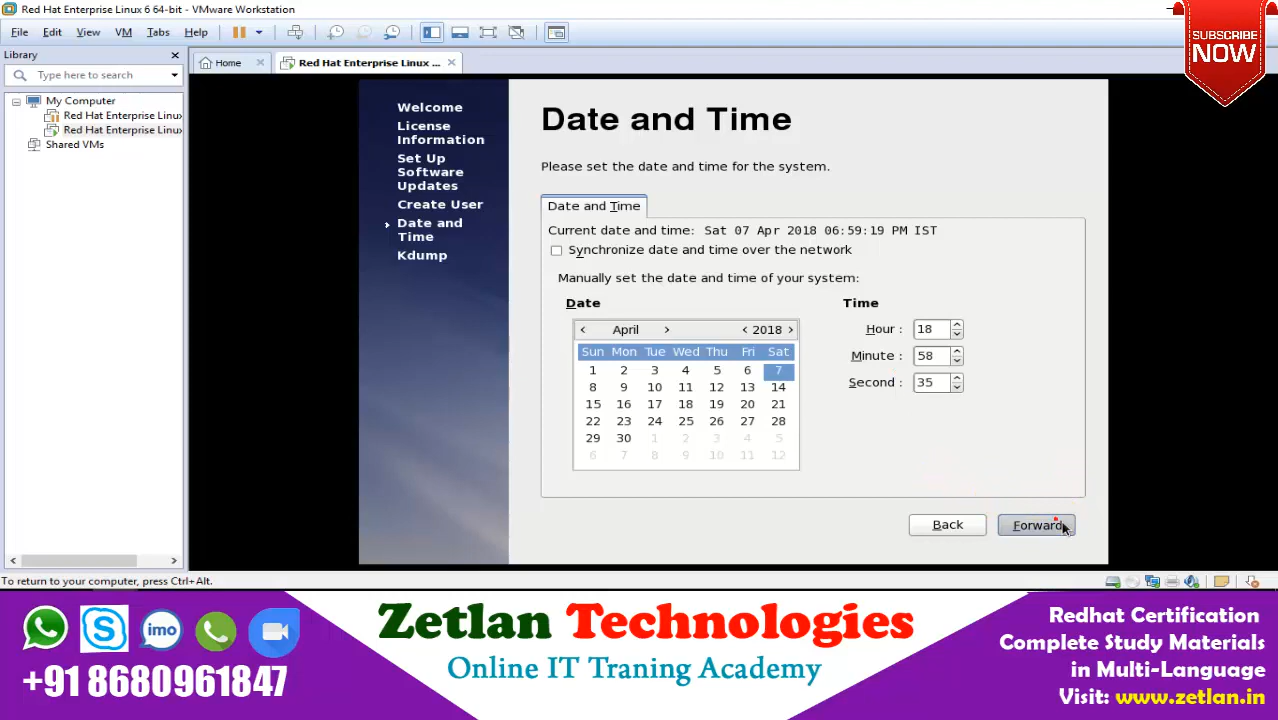 Red Hat Enterprise Linux 6 64-bit - VMware Workstation
File Edit View VM Tabs Help
SUBSCRIBE
NOW
Library
Type here to search
My Computer
Red Hat Enterprise Linux
Red Hat Enterprise Linux
Shared VMs
Home
Red Hat Enterprise Linux ...
Welcome
License
Information
Set Up
Software
Updates
Create User
Date and
Time
Kdump
Date and Time
Please set the date and time for the system.
Date and Time
Current date and time: Sat 07 Apr 2018 06:59:19 PM IST
Synchronize date and time over the network
Manually set the date and time of your system:
Date
< April > < 2018 >
Sun Mon Tue Wed Thu Fri Sat
1 2 3 4 5 6 7
8 9 10 11 12 13 14
15 16 17 18 19 20 21
22 23 24 25 26 27 28
29 30 1 2 3 4 5
6 7 8 9 10 11 12
Time
Hour : 18
Minute : 58
Second : 35
Back Forward
To return to your computer, press Ctrl+Alt.
imo
+91 8680961847
Zetlan Technologies
Online IT Traning Academy
Redhat Certification
Complete Study Materials
in Multi-Language
Visit: www.zetlan.in